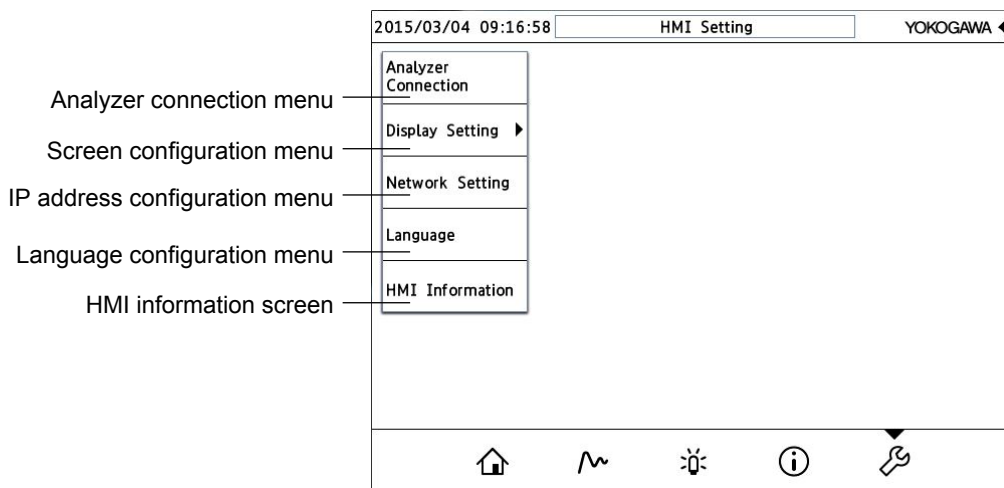 2015/03/04 09:16:58 HMI Setting YOKOGAWA
Analyzer
Connection
Analyzer connection menu
Display Setting
Screen configuration menu
Network Setting
IP address configuration menu
Language
Language configuration menu
HMI Information
HMI information screen